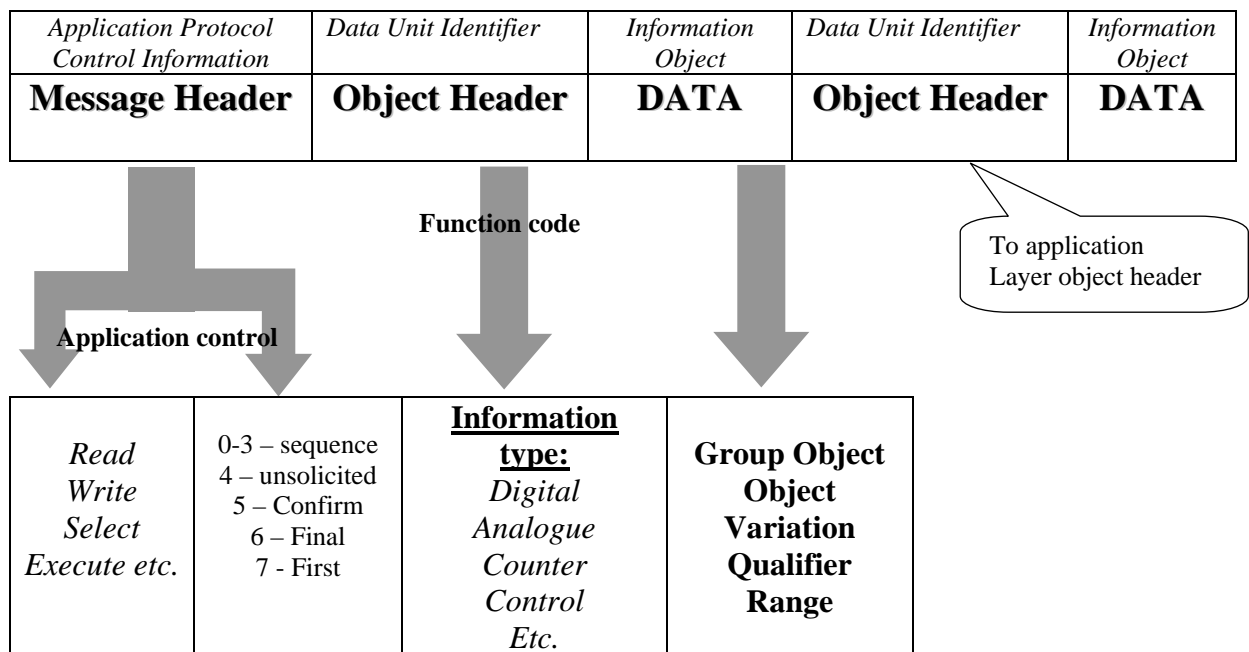 Application Protocol
Control Information
Data Unit Identifier
Information
Object
Data Unit Identifier
Information
Object
Message Header
Object Header
DATA
Object Header
DATA
Function code
To application
Layer object header
Application control
Read
Write
Select
Execute etc.
0-3 – sequence
4 – unsolicited
5 – Confirm
6 – Final
7 - First
Information
type:
Digital
Analogue
Counter
Control
Etc.
Group Object
Object
Variation
Qualifier
Range